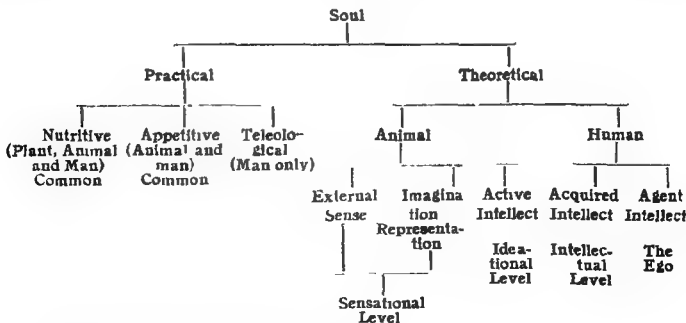 Soul
Practical Theoretical
Nutritive Appetitive Teleolo-
(Plant, Animal (Animal and gical
and Man) man) (Man only)
Common Common
Animal Human
External Imagina Active Acquired Agent
Sense tion Intellect Intellect Intellect
Representa-
tion
Idea- Intellec- The
tional tual Ego
Level Level
Sensational
Level